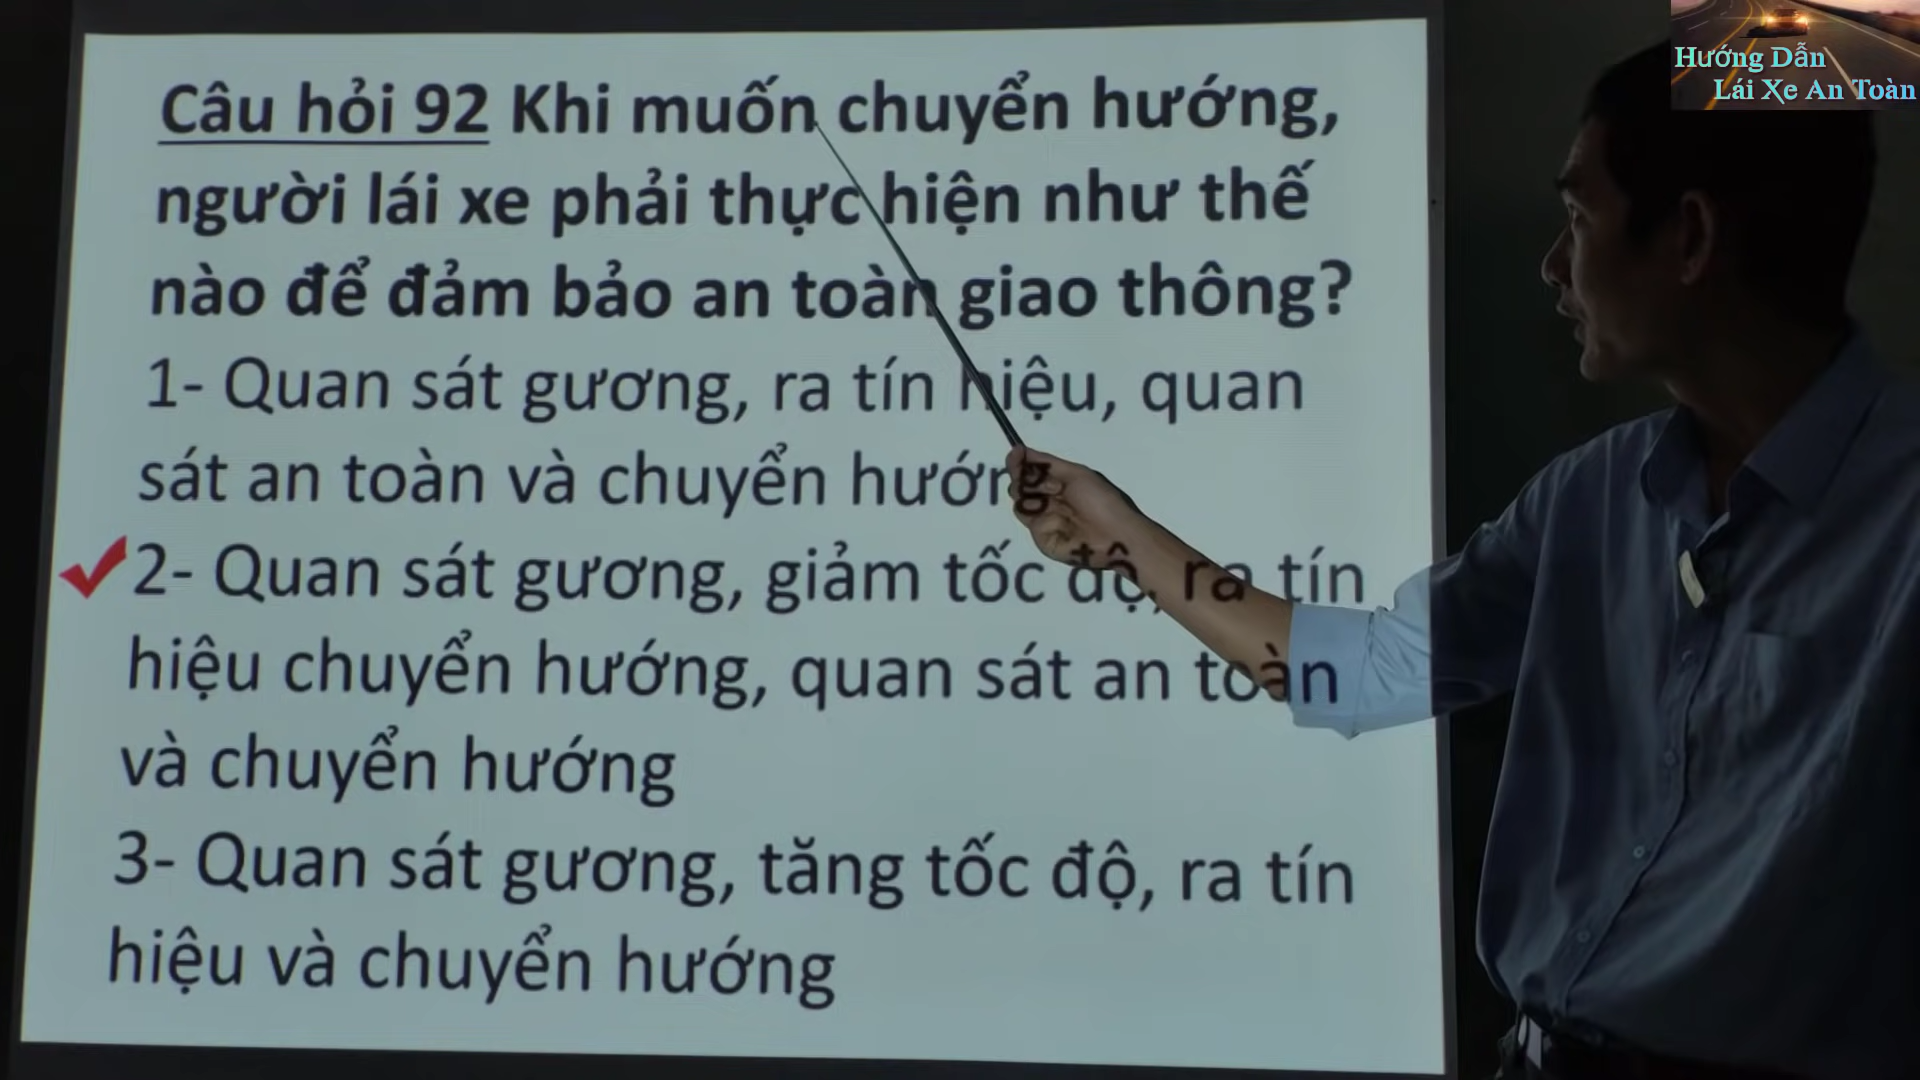 Hướng Dẫn
Lái Xe An Toàn
Câu hỏi 92 Khi muốn chuyển hướng,
người lái xe phải thực hiện như thế
nào để đảm bảo an toàn giao thông?
1- Quan sát gương, ra tín hiệu, quan
sát an toàn và chuyển hướng
2- Quan sát gương, giảm tốc độ, ra tín
hiệu chuyển hướng, quan sát an toàn
và chuyển hướng
3- Quan sát gương, tăng tốc độ, ra tín
hiệu và chuyển hướng